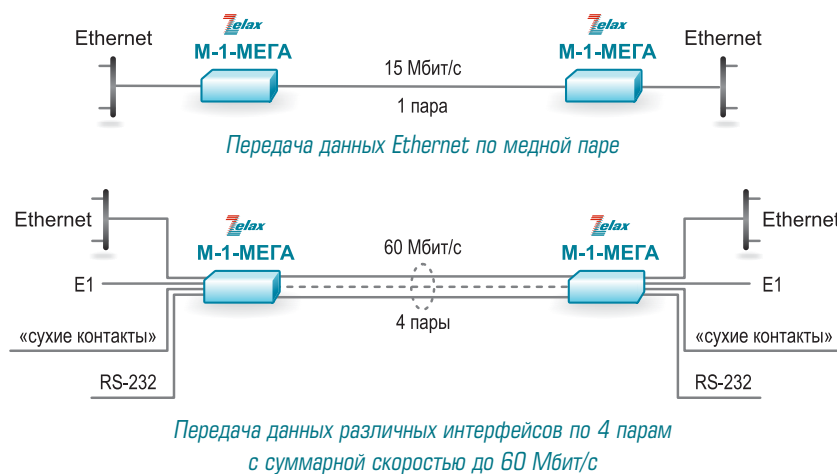 Ethernet
Zelax
М-1-МЕГА
15 Мбит/с
1 пара
Zelax
М-1-МЕГА
Ethernet
Передача данных Ethernet по медной паре
Ethernet
Zelax
М-1-МЕГА
60 Мбит/с
4 пары
Zelax
М-1-МЕГА
Ethernet
E1
E1
«сухие контакты»
«сухие контакты»
RS-232
RS-232
Передача данных различных интерфейсов по 4 парам
с суммарной скоростью до 60 Мбит/с